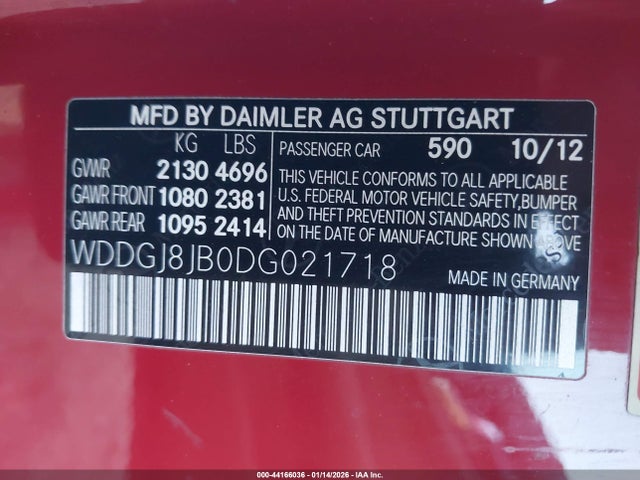 MFD BY DAIMLER AG STUTTGART
KG LBS
GVWR 2130 4696
GAWR FRONT 1080 2381
GAWR REAR 1095 2414
PASSENGER CAR 590 10/12
THIS VEHICLE CONFORMS TO ALL APPLICABLE
U.S. FEDERAL MOTOR VEHICLE SAFETY,BUMPER
AND THEFT PREVENTION STANDARDS IN EFFECT
ON THE DATE OF MANUFACTURE SHOWN ABOVE
WDDGJ8JB0DG021718
MADE IN GERMANY
000-44166036 - 01/14/2026 - IAAI, Inc.